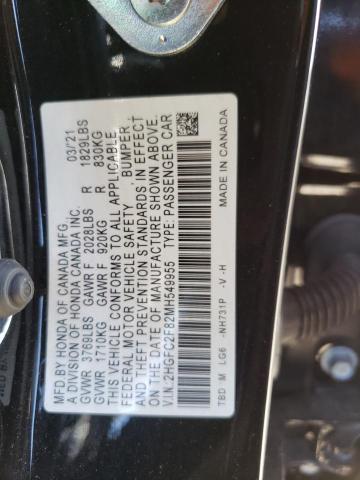 MFD BY HONDA OF CANADA MFG. 03/'21
A DIVISION OF HONDA CANADA INC.
GVWR 3769LBS GAWR F 2028LBS R 1829LBS
GVWR 1710KG GAWR F 920KG R 830KG
THIS VEHICLE CONFORMS TO ALL APPLICABLE
FEDERAL MOTOR VEHICLE SAFETY, BUMPER,
THEFT PREVENTION STANDARDS IN EFFECT
ON THE DATE OF MANUFACTURE SHOWN ABOVE.
V.I.N.:2HGFC2F82MH549955 TYPE: PASSENGER CAR
TBD M LG6 -NH731P -V -H MADE IN CANADA